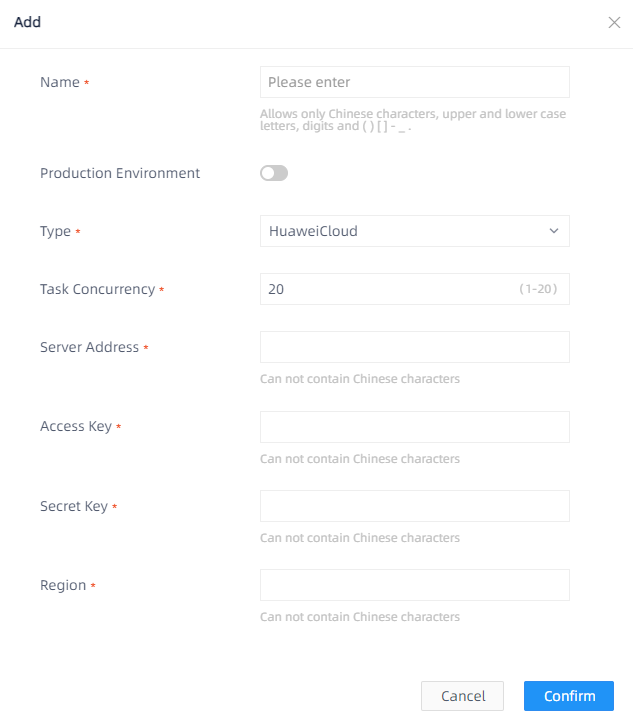 Add
Name *
Please enter
Allows only Chinese characters, upper and lower case
letters, digits and ( ) [ ] - _ .
Production Environment
Type *
HuaweiCloud
Task Concurrency *
20
(1-20)
Server Address *
Can not contain Chinese characters
Access Key *
Can not contain Chinese characters
Secret Key *
Can not contain Chinese characters
Region *
Can not contain Chinese characters
Cancel
Confirm